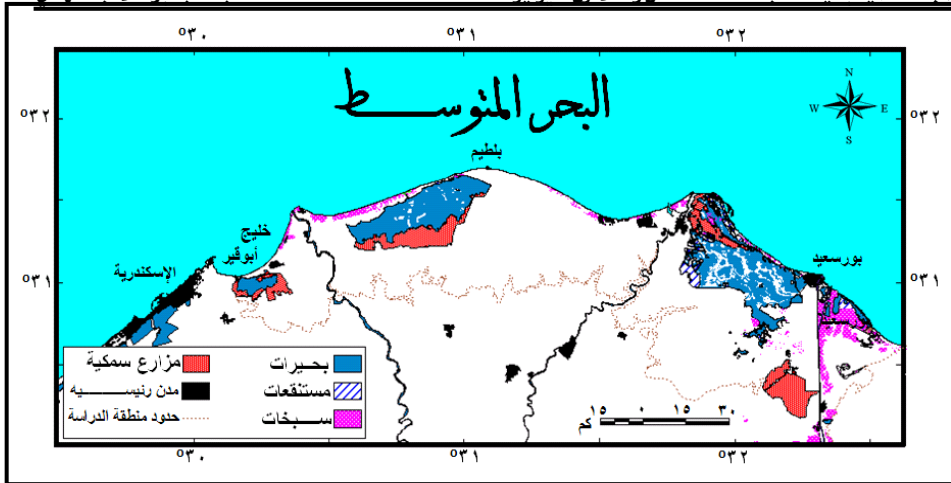 °٣٠ °٣١ °٣٢
البحر المتوسط
N
W E
S
°٣٢ °٣٢
بلطيم
خليج
أبوقير
الإسكندرية
بورسعيد
°٣١ °٣١
بحيرات
مزارع سمكية
مستنقعات
مدن رئيسيه
سبخات
حدود منطقة الدراسة
١٥ ٠ ١٥ ٣٠
كم
°٣٠ °٣١ °٣٢